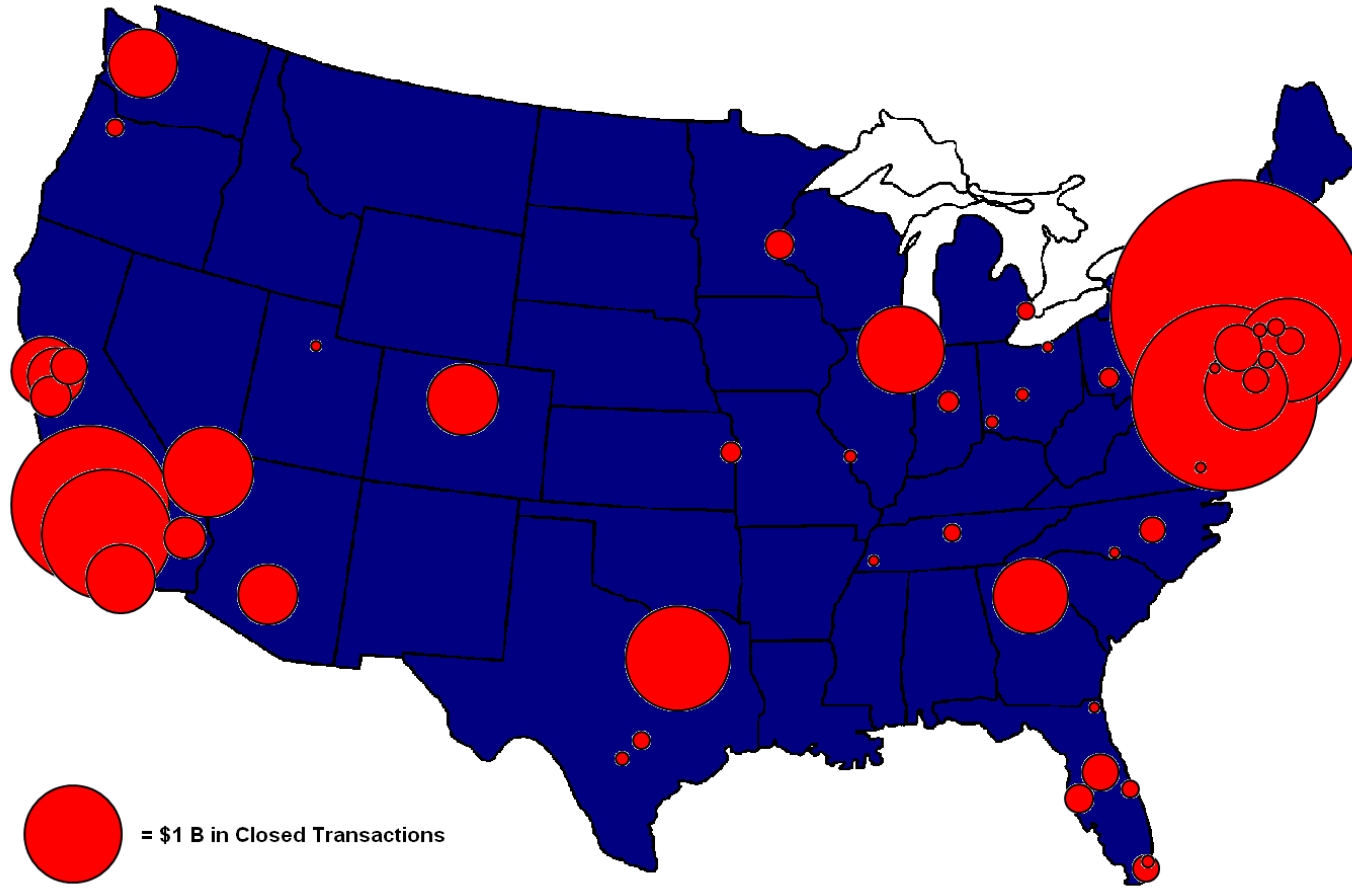 = $1 B in Closed Transactions